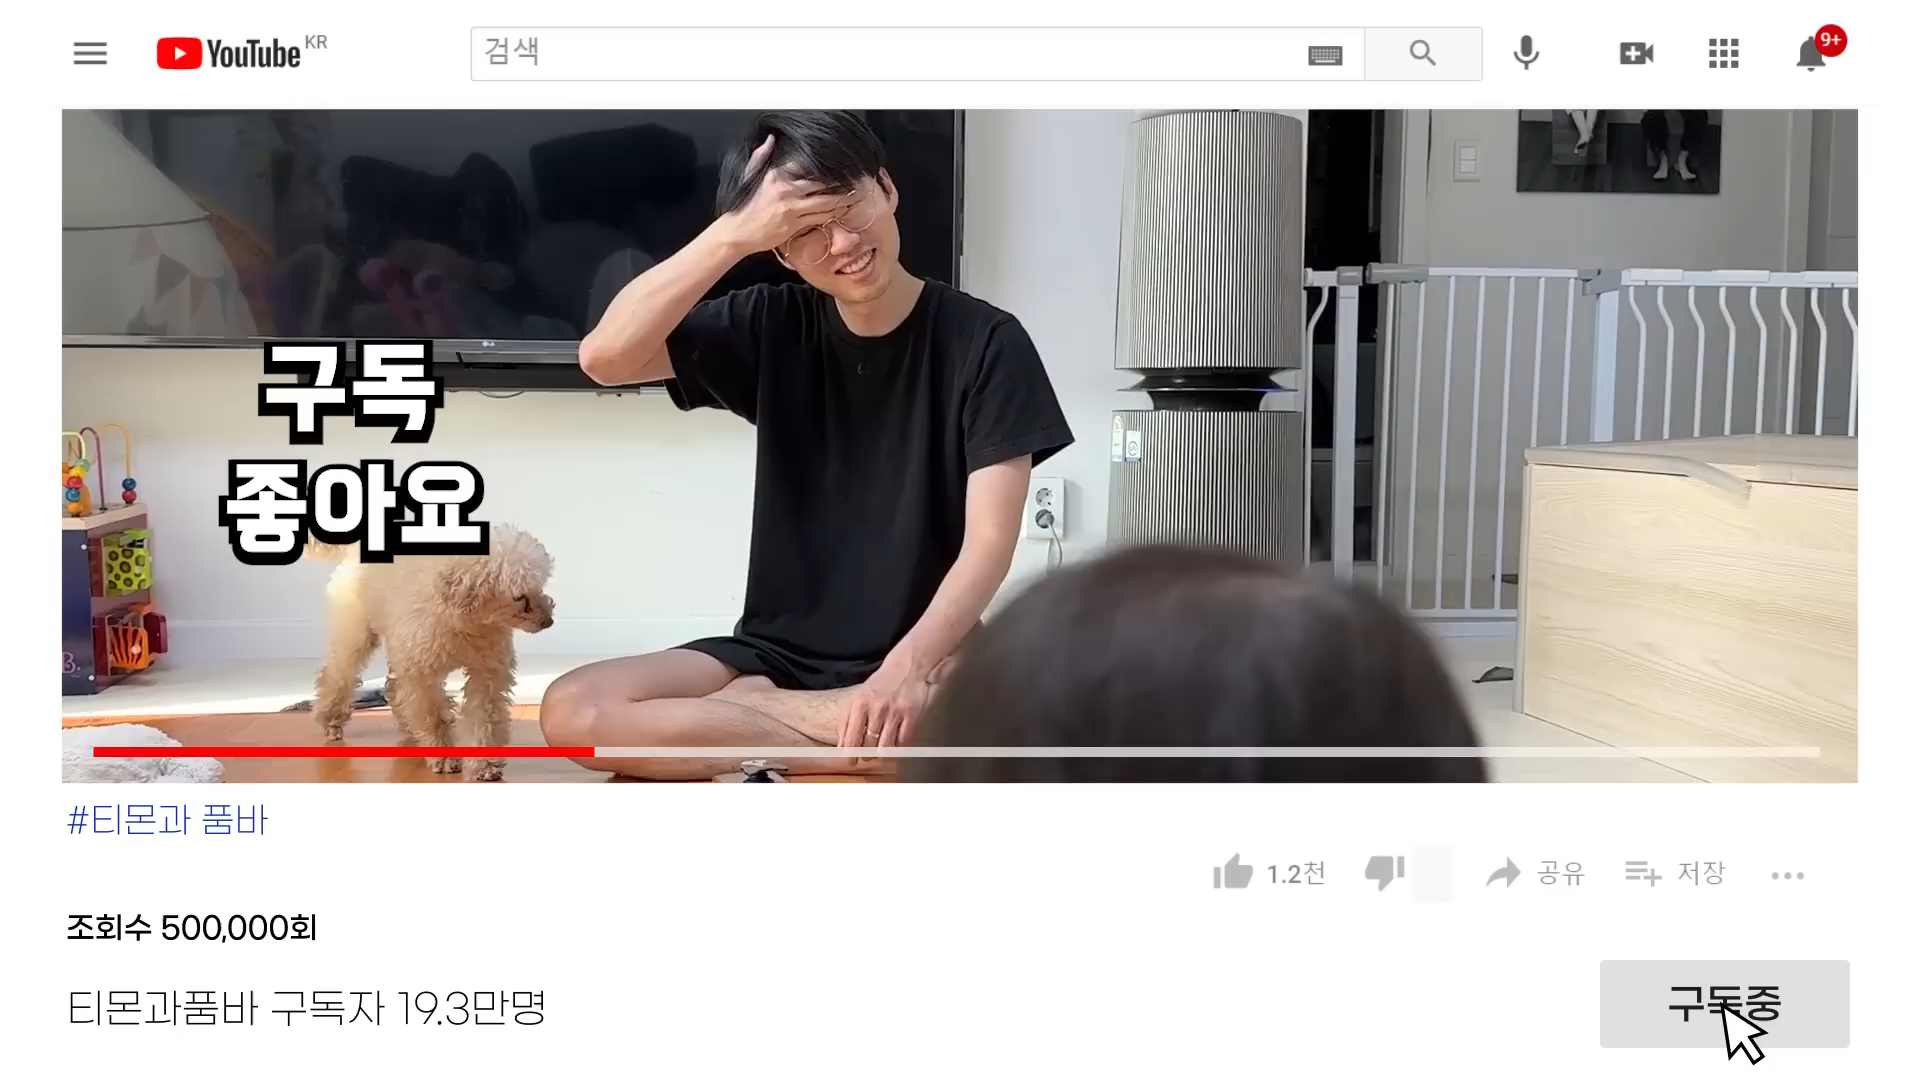 YouTube KR
검색
9+
구독
좋아요
#티몬과 품바
1.2천
공유
저장
조회수 500,000회
티몬과품바 구독자 19.3만명
구독중